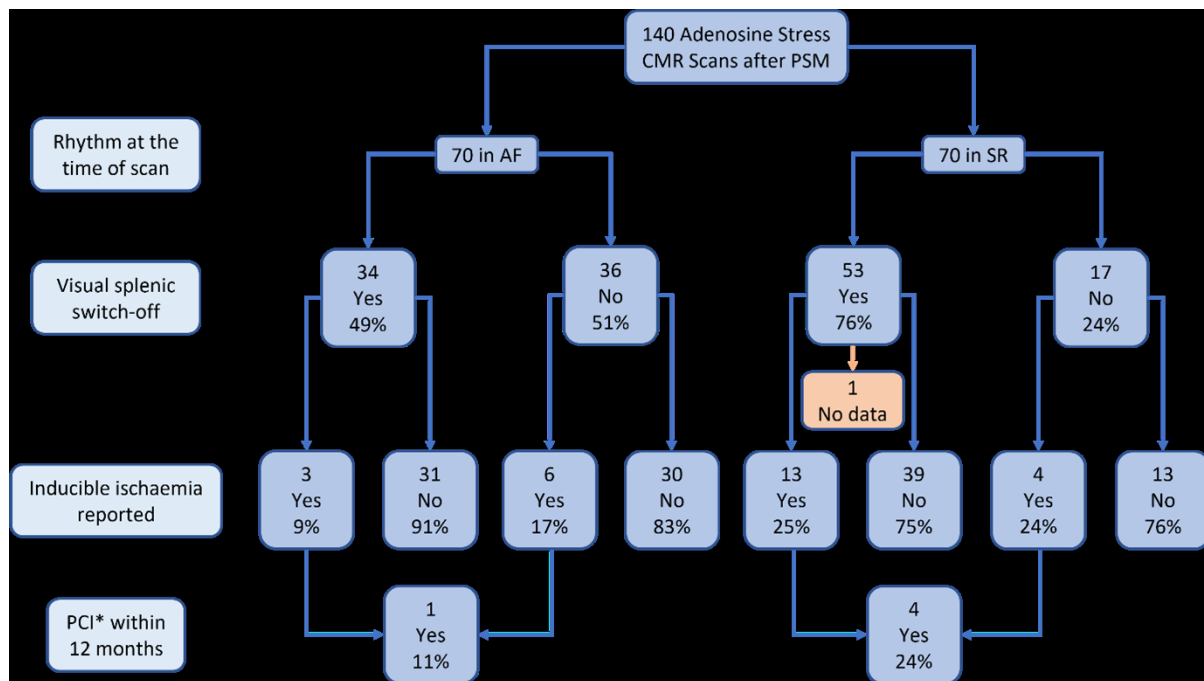 140 Adenosine Stress
CMR Scans after PSM
Rhythm at the
time of scan
70 in AF
70 in SR
Visual splenic
switch-off
34
Yes
49%
36
No
51%
53
Yes
76%
17
No
24%
1
No data
Inducible ischaemia
reported
3
Yes
9%
31
No
91%
6
Yes
17%
30
No
83%
13
Yes
25%
39
No
75%
4
Yes
24%
13
No
76%
PCI* within
12 months
1
Yes
11%
4
Yes
24%